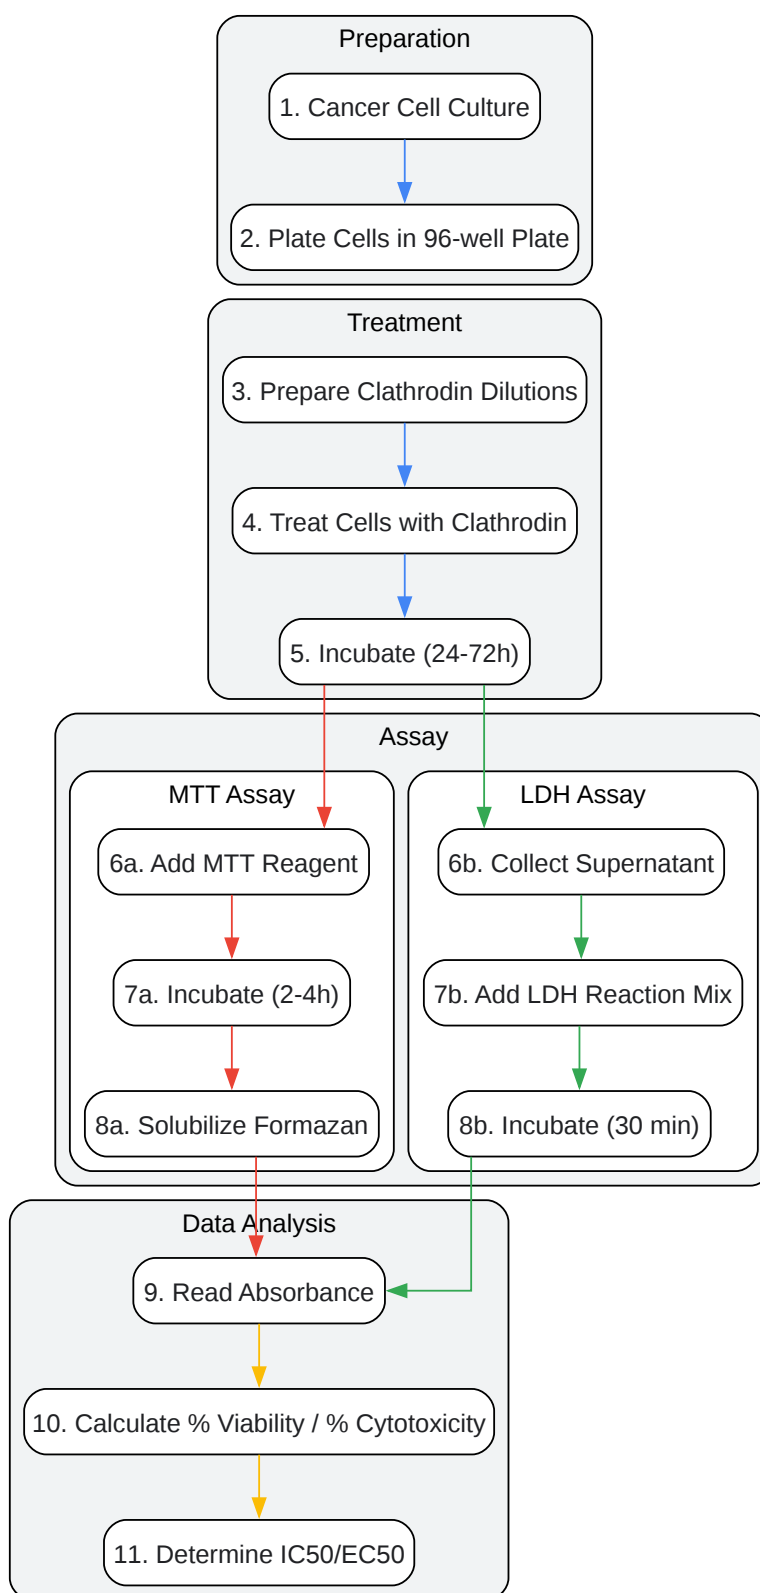 Preparation
1. Cancer Cell Culture
2. Plate Cells in 96-well Plate
Treatment
3. Prepare Clathrodin Dilutions
4. Treat Cells with Clathrodin
5. Incubate (24-72h)
Assay
MTT Assay
6a. Add MTT Reagent
7a. Incubate (2-4h)
8a. Solubilize Formazan
LDH Assay
6b. Collect Supernatant
7b. Add LDH Reaction Mix
8b. Incubate (30 min)
Data Analysis
9. Read Absorbance
10. Calculate % Viability / % Cytotoxicity
11. Determine IC50/EC50